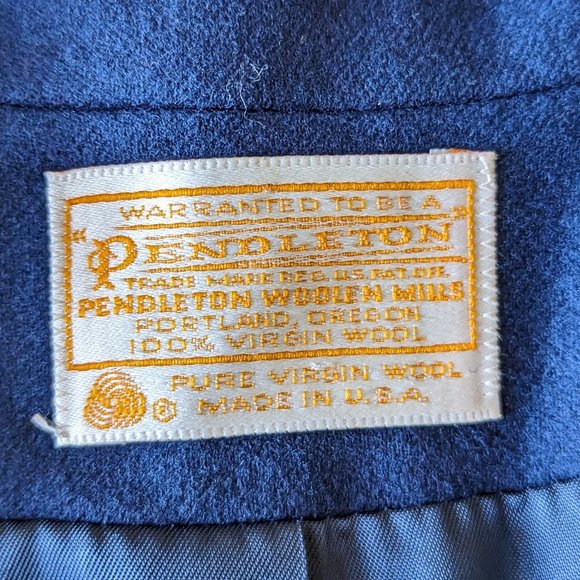 WARRANTED TO BE A
"PENDLETON"
TRADE MARK REG. U.S. PAT. OFF.
PENDLETON WOOLEN MILLS
PORTLAND, OREGON
100% VIRGIN WOOL
PURE VIRGIN WOOL
® MADE IN U.S.A.